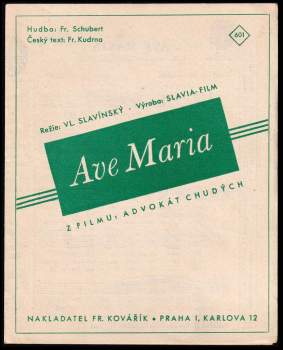 Hudba: Fr. Schubert
Český text: Fr. Kudrna
601
Režie: VL. SLAVÍNSKÝ · Výroba: SLAVIA-FILM
Ave Maria
Z FILMU: ADVOKÁT CHUDÝCH
NAKLADATEL FR. KOVÁŘÍK • PRAHA I, KARLOVA 12